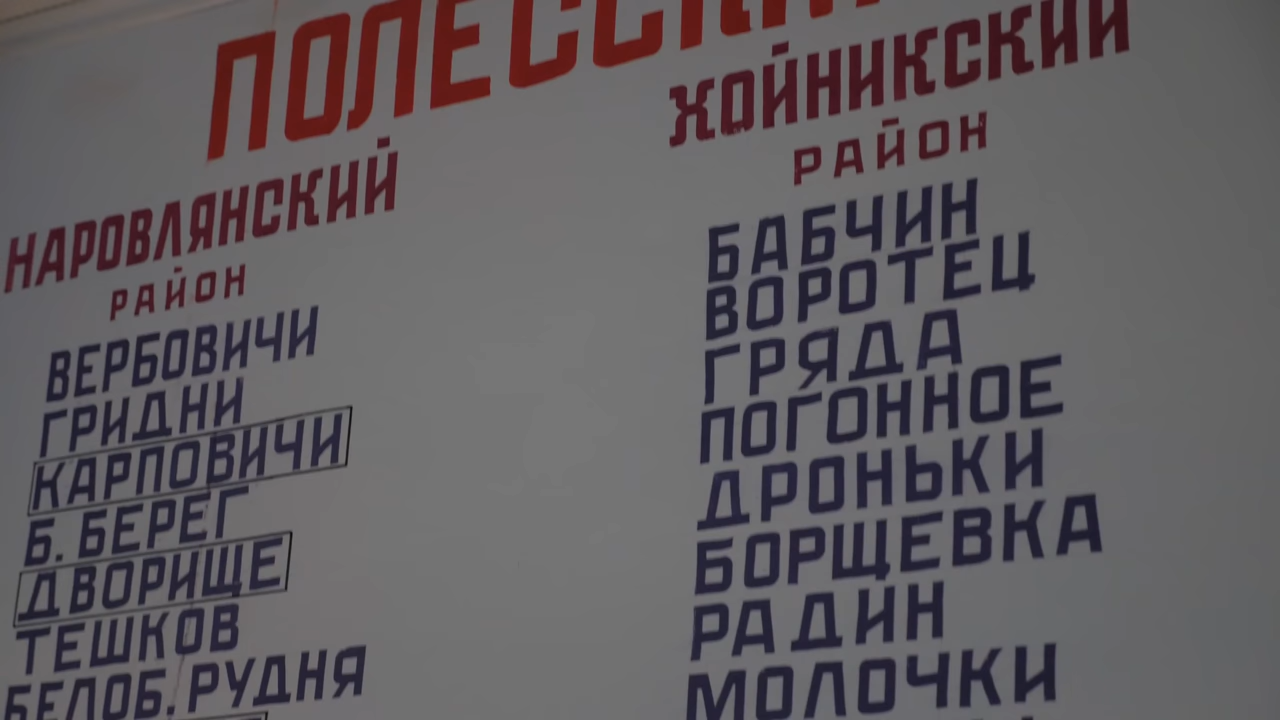 НАРОВЛЯНСКИЙ
РАЙОН
ВЕРБОВИЧИ
ГРИДНИ
КАРПОВИЧИ
Б. БЕРЕГ
ДВОРИЩЕ
ТЕШКОВ
БЕЛОБ. РУДНЯ
ХОЙНИКСКИЙ
РАЙОН
БАБЧИН
ВОРОТЕЦ
ГРЯДА
ПОГОННОЕ
ДРОНЬКИ
БОРЩЕВКА
РАДИН
МОЛОЧКИ